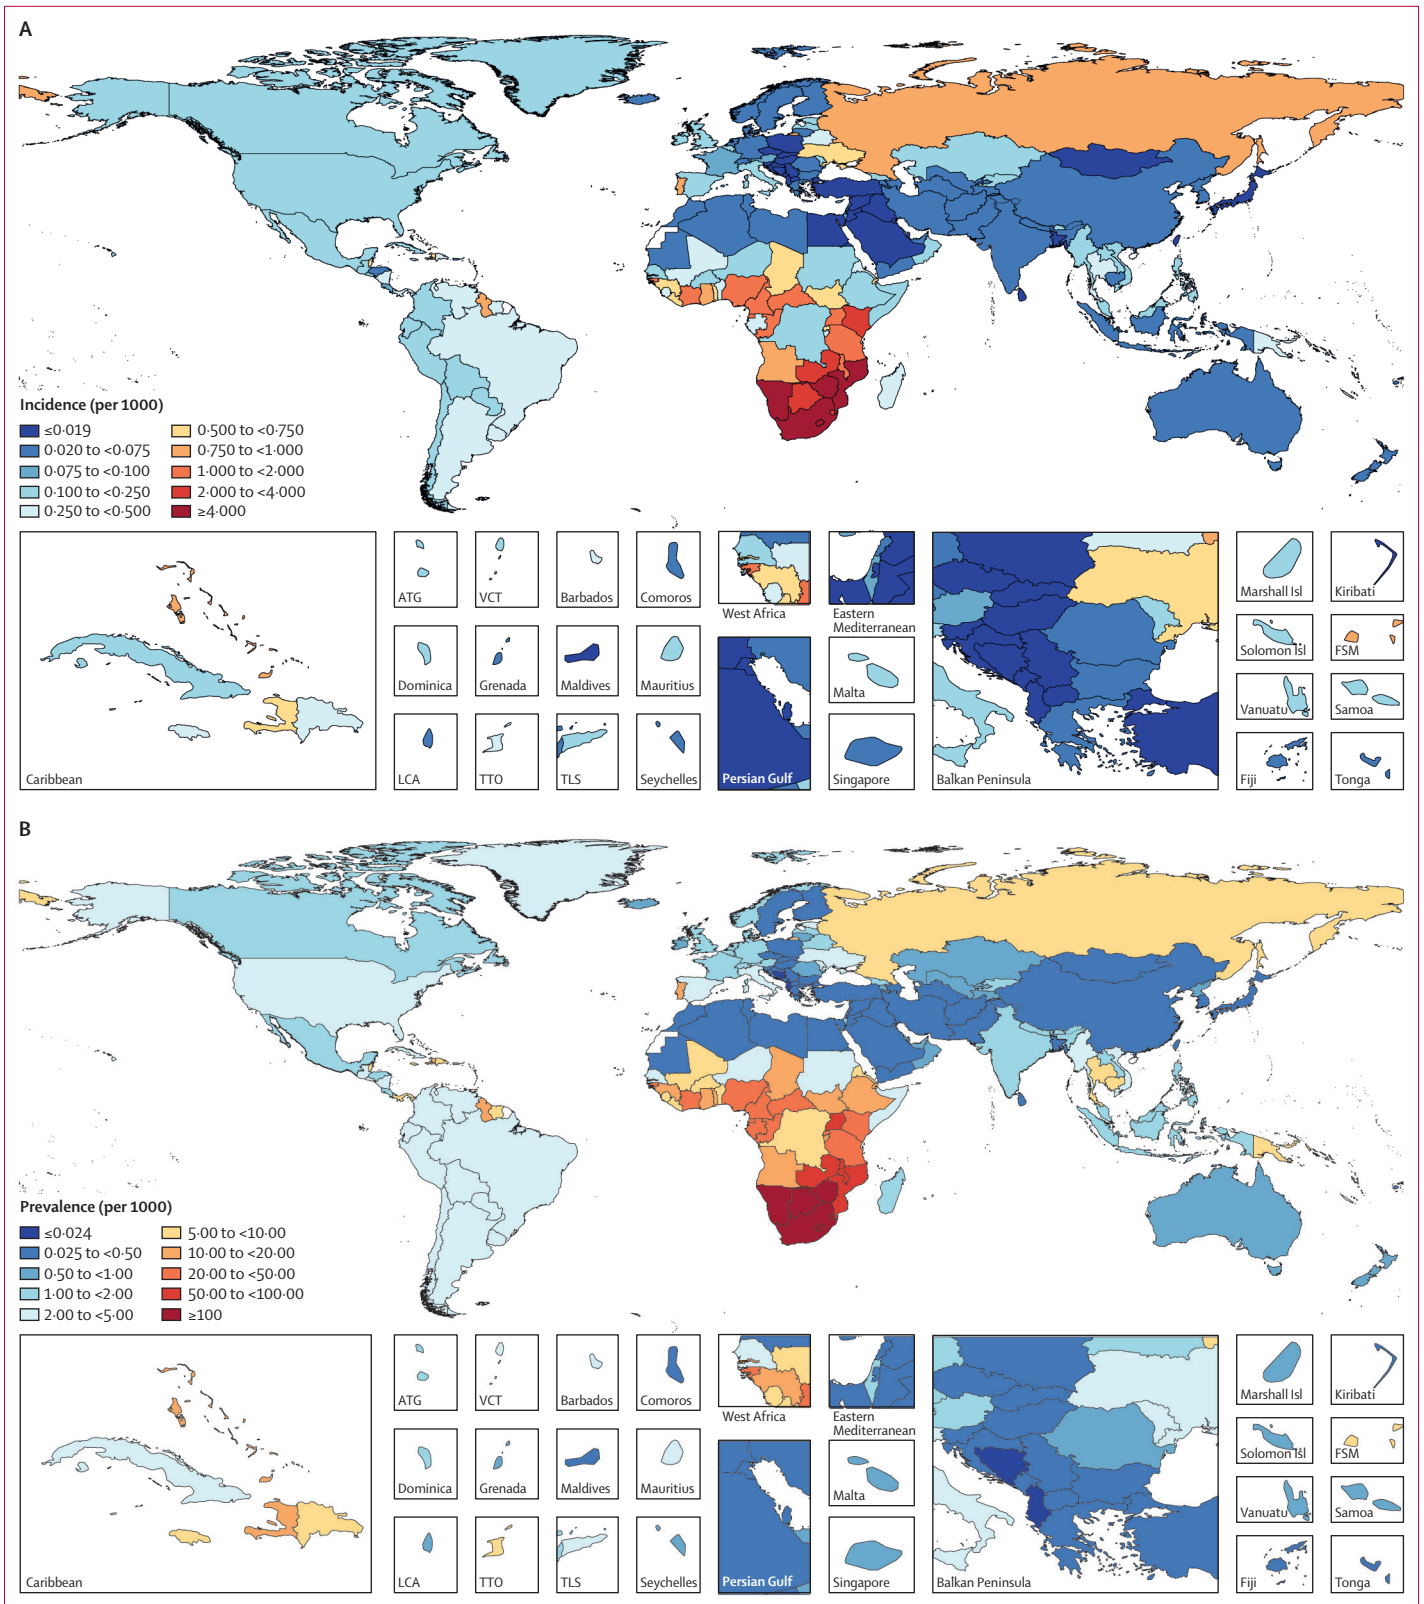 A
Incidence (per 1000)
≤0·019
0·020 to <0·075
0·075 to <0·100
0·100 to <0·250
0·250 to <0·500
0·500 to <0·750
0·750 to <1·000
1·000 to <2·000
2·000 to <4·000
≥4·000
Caribbean
ATG
VCT
Barbados
Comoros
Dominica
Grenada
Maldives
Mauritius
LCA
TTO
TLS
Seychelles
West Africa
Eastern
Mediterranean
Persian Gulf
Malta
Singapore
Balkan Peninsula
Marshall Isl
Kiribati
Solomon Isl
FSM
Vanuatu
Samoa
Fiji
Tonga
B
Prevalence (per 1000)
≤0·024
0·025 to <0·50
0·50 to <1·00
1·00 to <2·00
2·00 to <5·00
5·00 to <10·00
10·00 to <20·00
20·00 to <50·00
50·00 to <100·00
≥100
Caribbean
ATG
VCT
Barbados
Comoros
Dominica
Grenada
Maldives
Mauritius
LCA
TTO
TLS
Seychelles
West Africa
Eastern
Mediterranean
Persian Gulf
Malta
Singapore
Balkan Peninsula
Marshall Isl
Kiribati
Solomon Isl
FSM
Vanuatu
Samoa
Fiji
Tonga